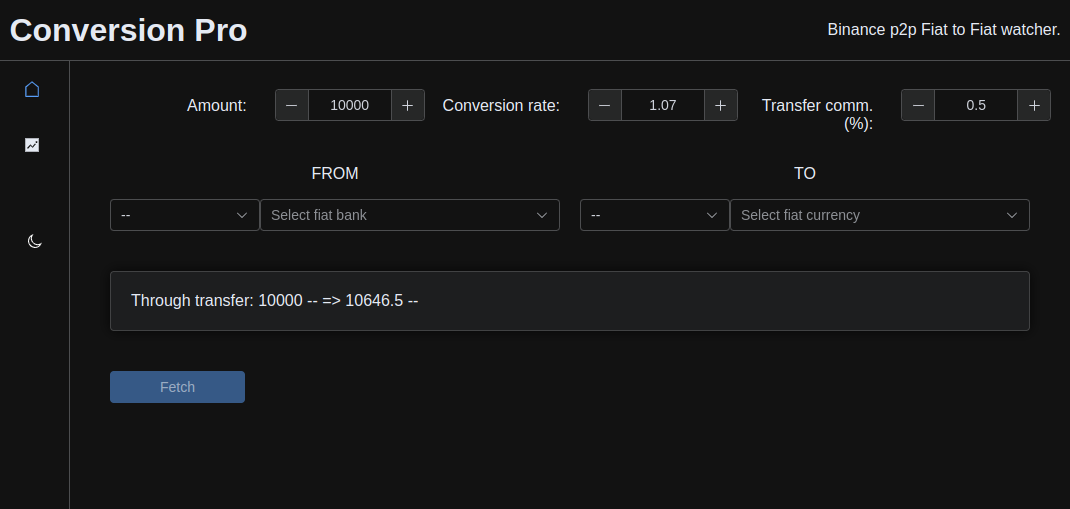 Conversion Pro
Binance p2p Fiat to Fiat watcher.
Amount: 10000 Conversion rate: 1.07 Transfer comm. (%): 0.5
FROM TO
-- Select fiat bank -- Select fiat currency
Through transfer: 10000 -- => 10646.5 --
Fetch